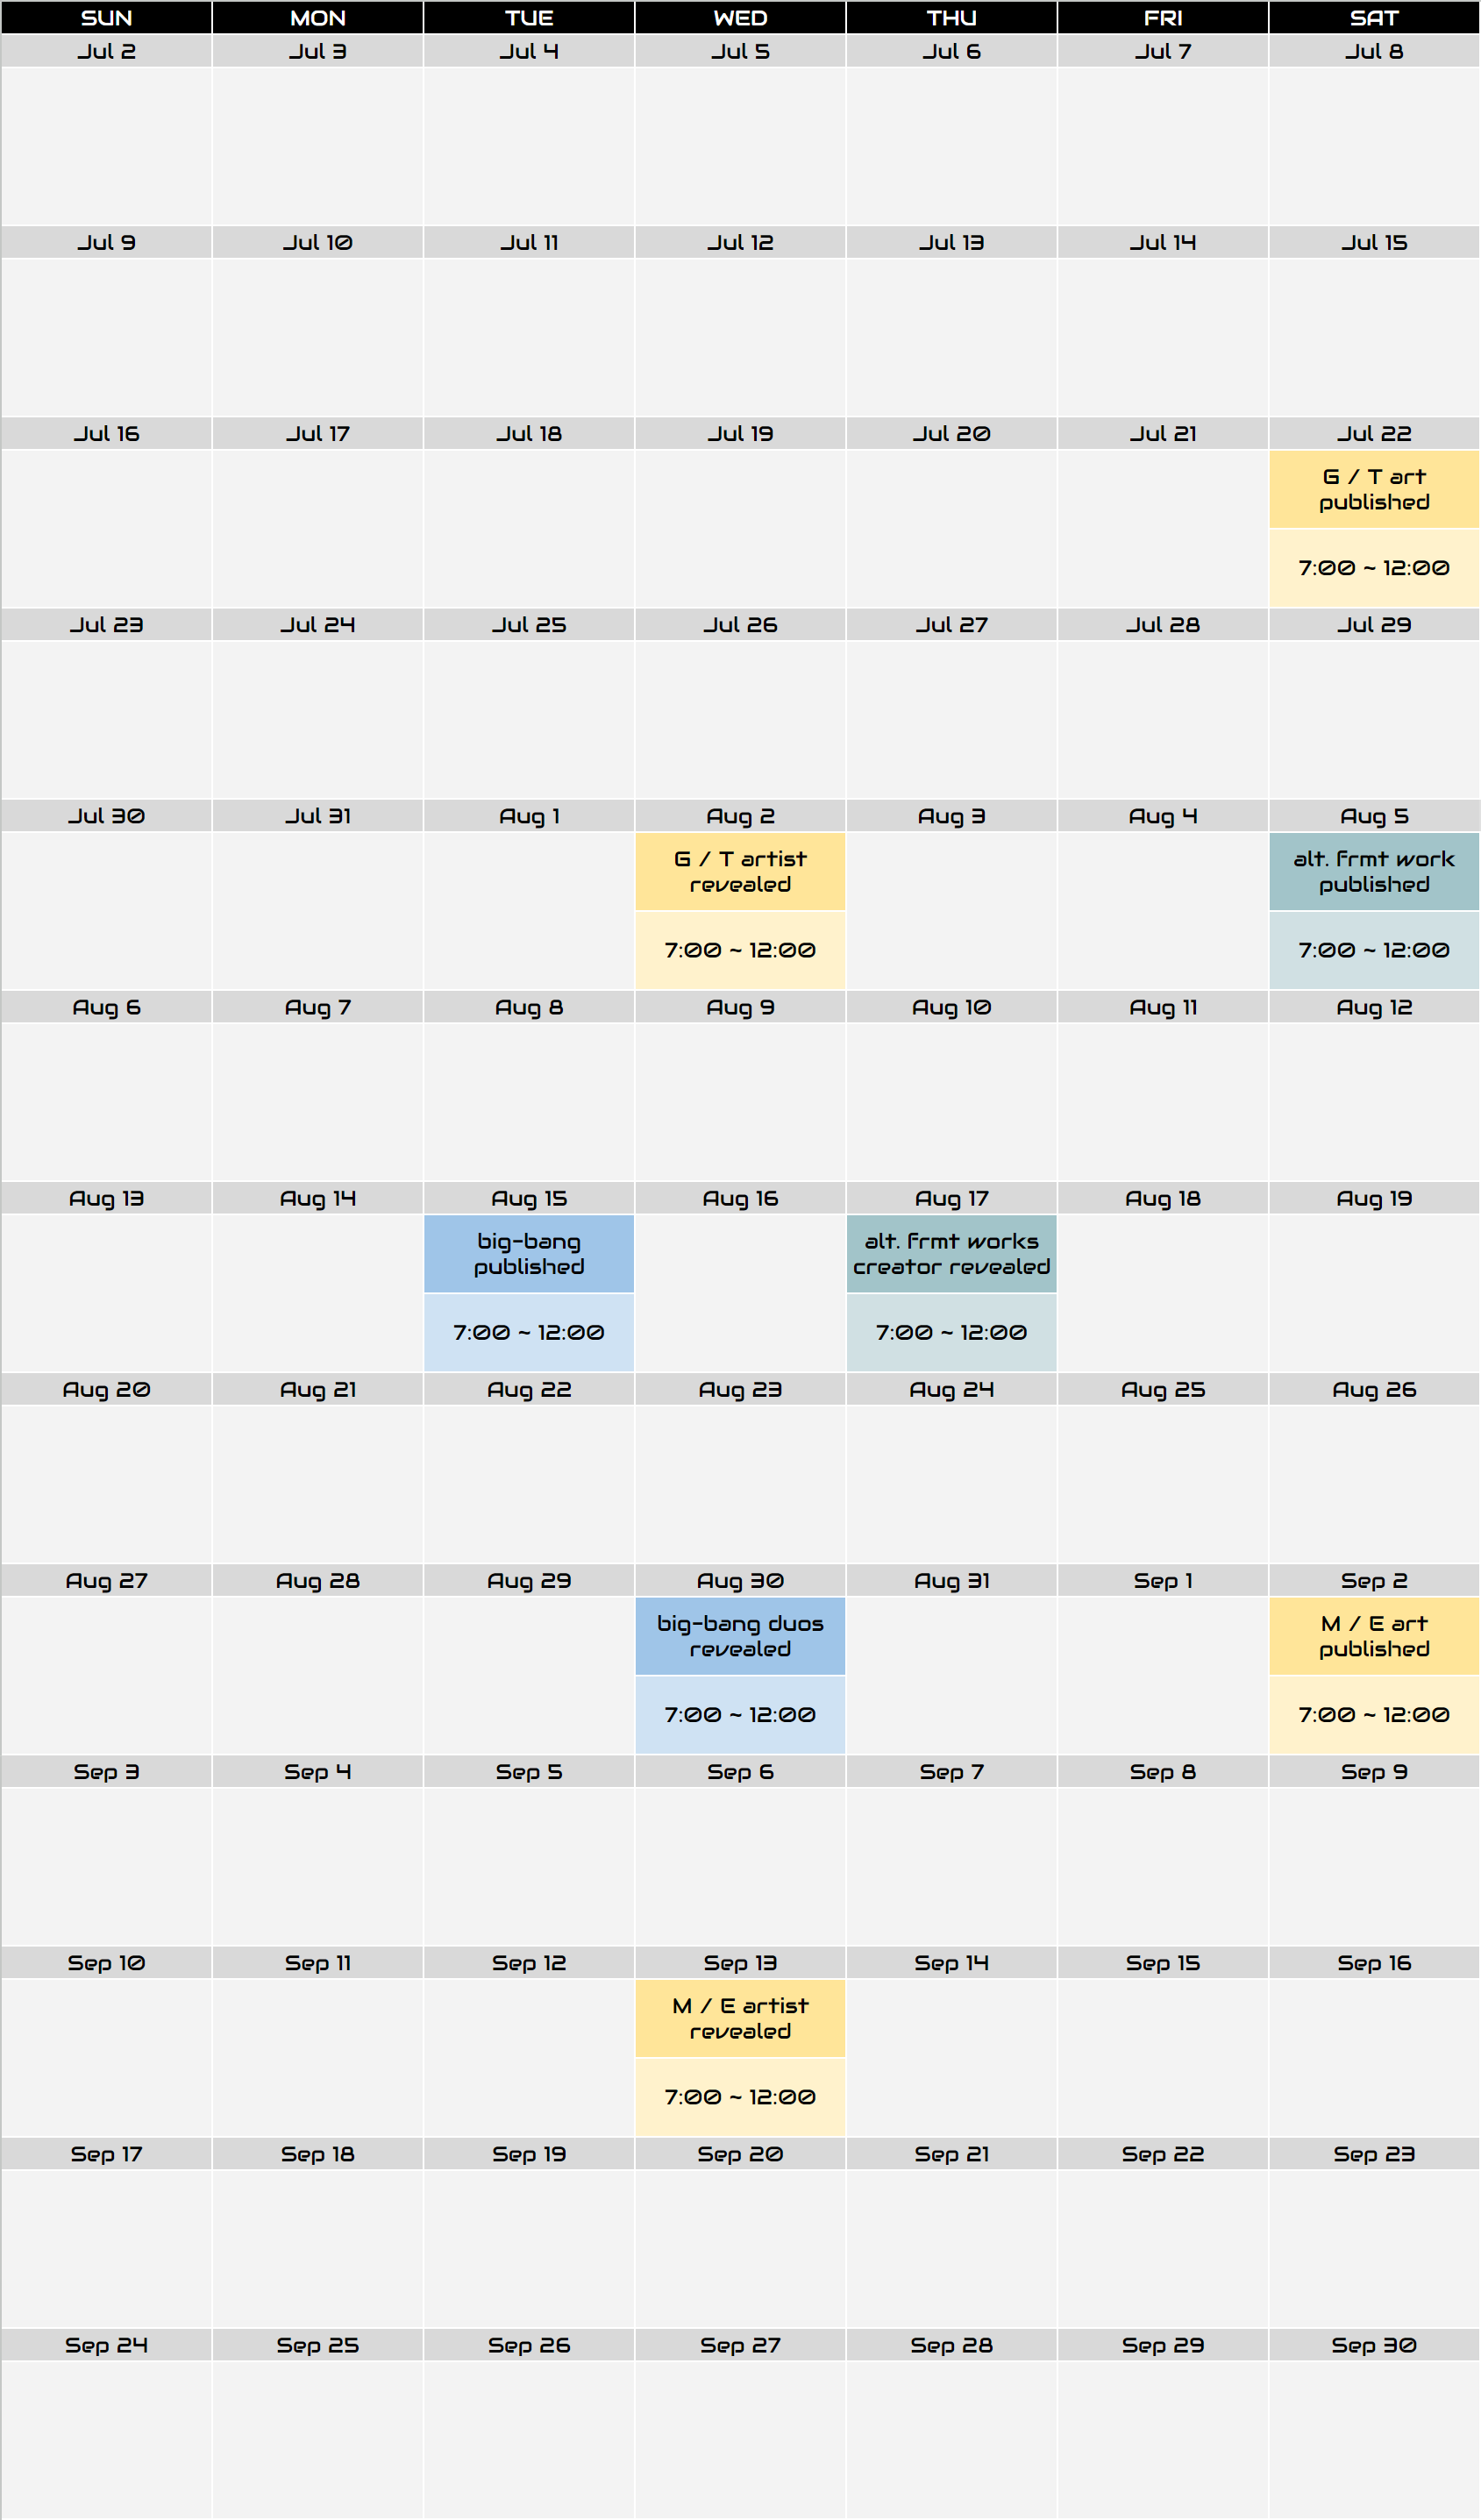 SUN MON TUE WED THU FRI SAT
Jul 2 Jul 3 Jul 4 Jul 5 Jul 6 Jul 7 Jul 8
Jul 9 Jul 10 Jul 11 Jul 12 Jul 13 Jul 14 Jul 15
Jul 16 Jul 17 Jul 18 Jul 19 Jul 20 Jul 21 Jul 22
G / T art
published
7:00 ~ 12:00
Jul 23 Jul 24 Jul 25 Jul 26 Jul 27 Jul 28 Jul 29
Jul 30 Jul 31 Aug 1 Aug 2 Aug 3 Aug 4 Aug 5
G / T artist alt. frmt work
revealed published
7:00 ~ 12:00 7:00 ~ 12:00
Aug 6 Aug 7 Aug 8 Aug 9 Aug 10 Aug 11 Aug 12
Aug 13 Aug 14 Aug 15 Aug 16 Aug 17 Aug 18 Aug 19
big-bang alt. frmt works
published creator revealed
7:00 ~ 12:00 7:00 ~ 12:00
Aug 20 Aug 21 Aug 22 Aug 23 Aug 24 Aug 25 Aug 26
Aug 27 Aug 28 Aug 29 Aug 30 Aug 31 Sep 1 Sep 2
big-bang duos M / E art
revealed published
7:00 ~ 12:00 7:00 ~ 12:00
Sep 3 Sep 4 Sep 5 Sep 6 Sep 7 Sep 8 Sep 9
Sep 10 Sep 11 Sep 12 Sep 13 Sep 14 Sep 15 Sep 16
M / E artist
revealed
7:00 ~ 12:00
Sep 17 Sep 18 Sep 19 Sep 20 Sep 21 Sep 22 Sep 23
Sep 24 Sep 25 Sep 26 Sep 27 Sep 28 Sep 29 Sep 30